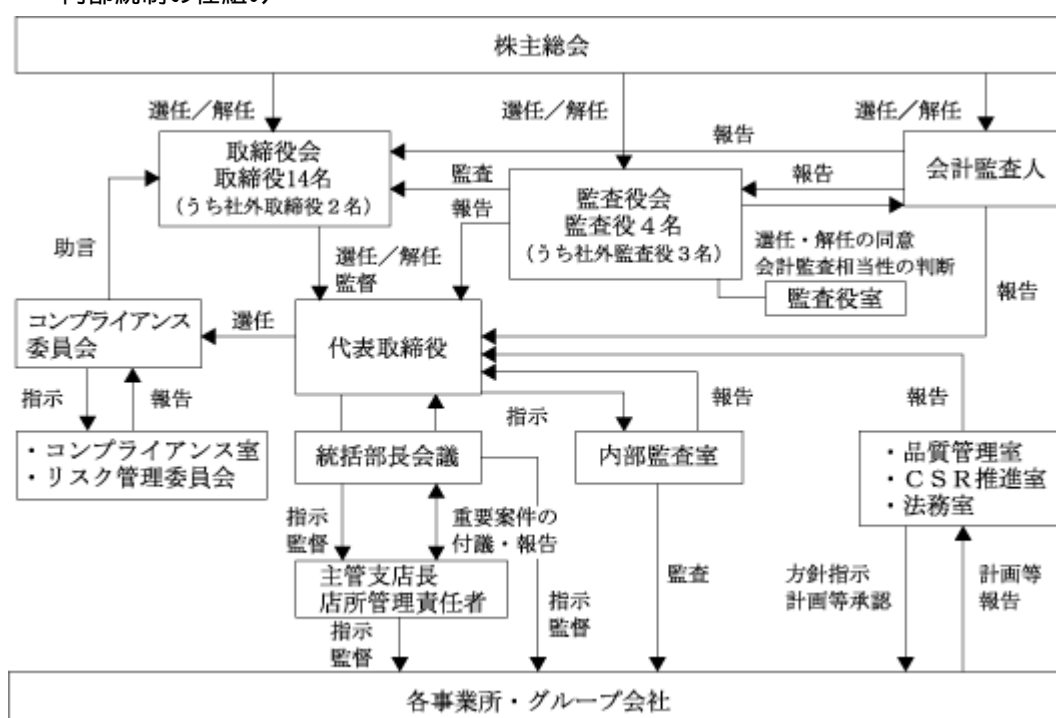 内部統制の仕組み
株主総会
選任／解任
選任／解任
選任／解任
取締役会
取締役14名
（うち社外取締役２名）
報告
監査
報告
報告
会計監査人
監査役会
監査役４名
（うち社外監査役３名）
選任・解任の同意
会計監査相当性の判断
監査役室
助言
選任／解任
監督
報告
コンプライアンス
委員会
選任
代表取締役
指示
報告
指示
報告
報告
・コンプライアンス室
・リスク管理委員会
統括部長会議
内部監査室
・品質管理室
・ＣＳＲ推進室
・法務室
指示
監督
重要案件の
付議・報告
主管支店長
店所管理責任者
指示
監督
指示
監督
監査
方針指示
計画等承認
計画等
報告
各事業所・グループ会社